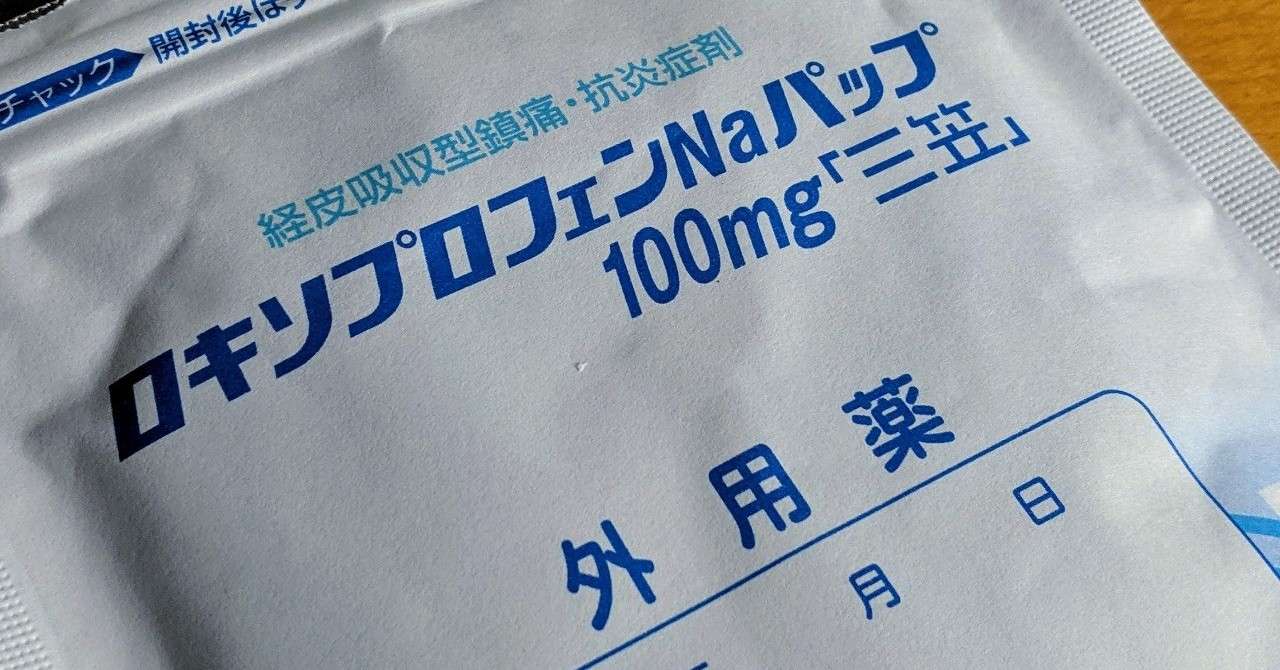 チャック
開封後は
経皮吸収型鎮痛・抗炎症剤
ロキソプロフェンNaパップ
100mg「三笠」
外用薬
月 日